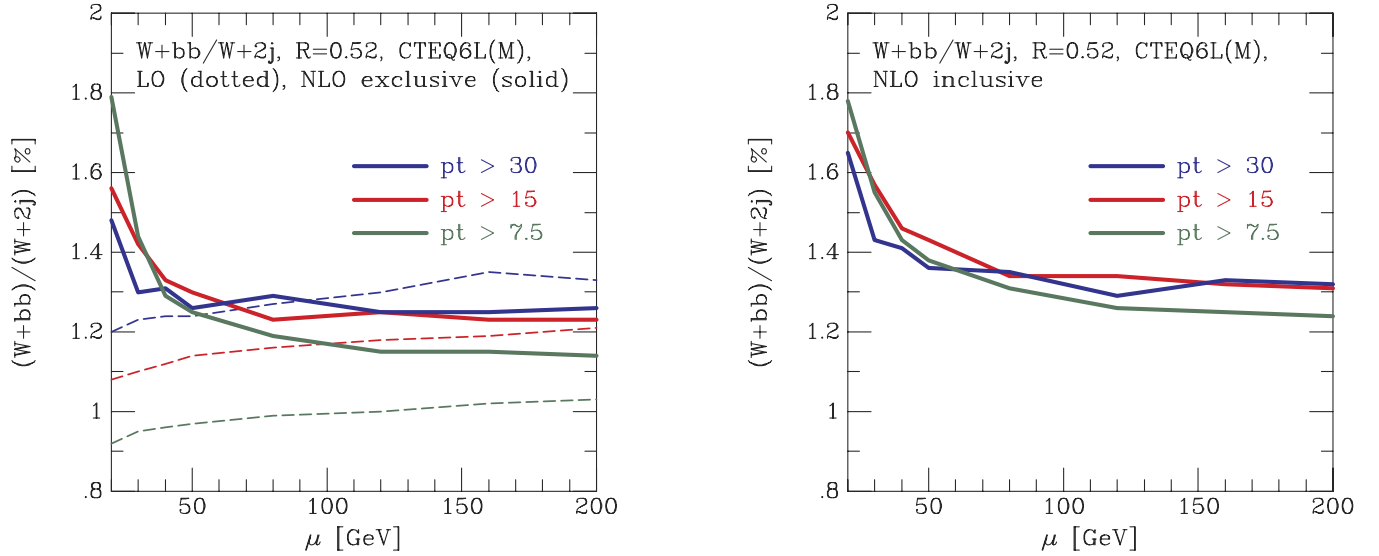 2
1.8
1.6
1.4
1.2
1
.8
(W+bb)/(W+2j) [%]
W+bb/W+2j, R=0.52, CTEQ6L(M),
LO (dotted), NLO exclusive (solid)
pt > 30
pt > 15
pt > 7.5
50
100
150
200
μ [GeV]
2
1.8
1.6
1.4
1.2
1
.8
(W+bb)/(W+2j) [%]
W+bb/W+2j, R=0.52, CTEQ6L(M),
NLO inclusive
pt > 30
pt > 15
pt > 7.5
50
100
150
200
μ [GeV]